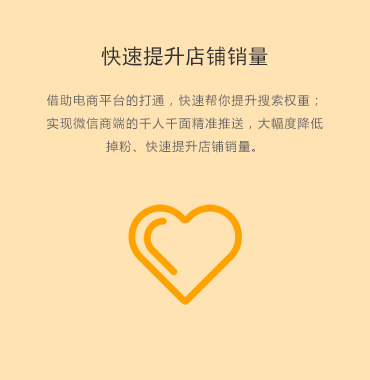 快速提升店铺销量
借助电商平台的打通，快速帮你提升搜索权重；
实现微信商端的千人千面精准推送，大幅度降低
掉粉、快速提升店铺销量。